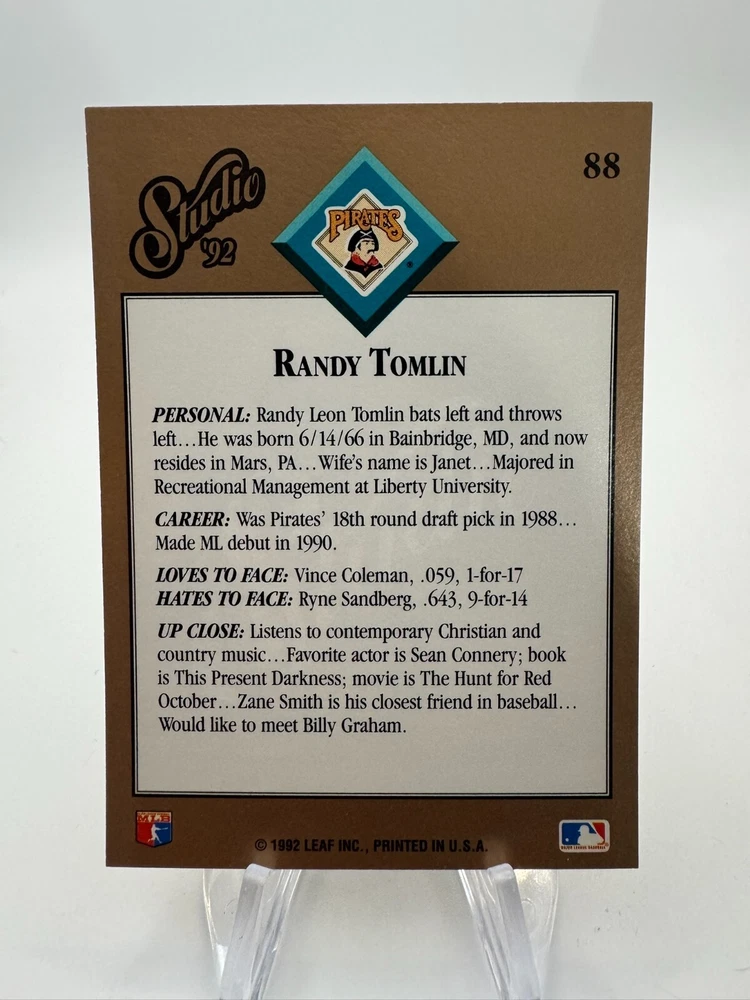 Studio
'92
88
PIRATES
®
RANDY TOMLIN
PERSONAL: Randy Leon Tomlin bats left and throws
left...He was born 6/14/66 in Bainbridge, MD, and now
resides in Mars, PA...Wife's name is Janet...Majored in
Recreational Management at Liberty University.
CAREER: Was Pirates' 18th round draft pick in 1988...
Made ML debut in 1990.
LOVES TO FACE: Vince Coleman, .059, 1-for-17
HATES TO FACE: Ryne Sandberg, .643, 9-for-14
UP CLOSE: Listens to contemporary Christian and
country music...Favorite actor is Sean Connery; book
is This Present Darkness; movie is The Hunt for Red
October...Zane Smith is his closest friend in baseball...
Would like to meet Billy Graham.
MLB
© 1992 LEAF INC., PRINTED IN U.S.A.
MAJOR LEAGUE BASEBALL®